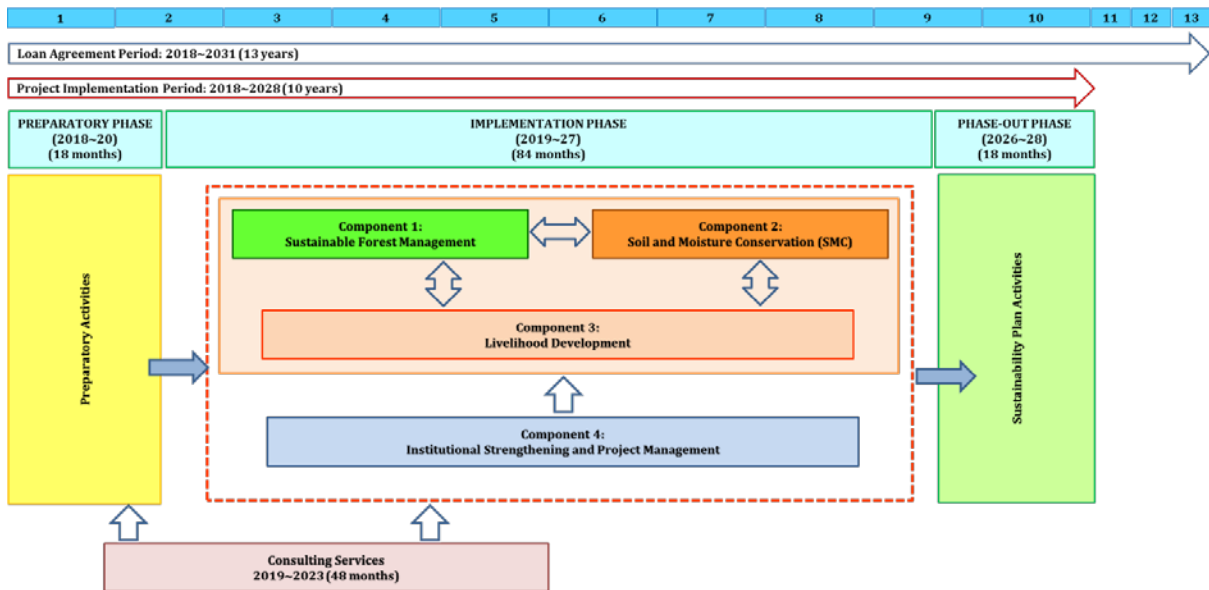 1 2 3 4 5 6 7 8 9 10 11 12 13
Loan Agreement Period: 2018~2031 (13 years)
Project Implementation Period: 2018~2028 (10 years)
PREPARATORY PHASE
(2018~20)
(18 months)
IMPLEMENTATION PHASE
(2019~27)
(84 months)
PHASE-OUT PHASE
(2026~28)
(18 months)
Preparatory Activities
Component 1:
Sustainable Forest Management
Component 2:
Soil and Moisture Conservation (SMC)
Component 3:
Livelihood Development
Component 4:
Institutional Strengthening and Project Management
Sustainability Plan Activities
Consulting Services
2019~2023 (48 months)